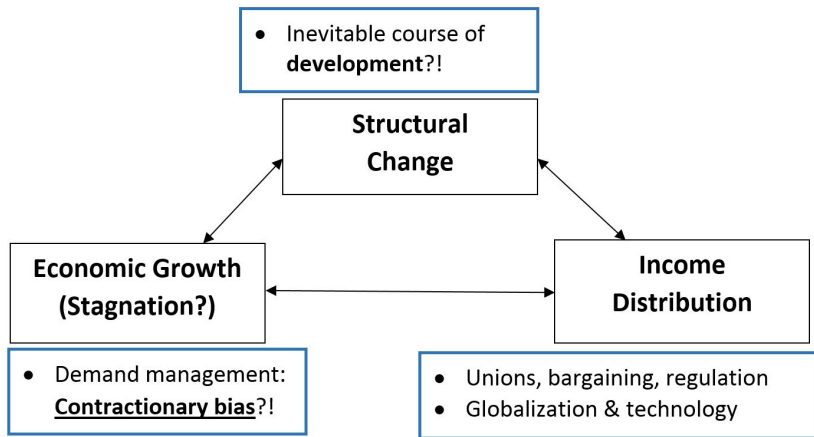 • Inevitable course of
development?!
Structural
Change
Economic Growth
(Stagnation?)
Income
Distribution
• Demand management:
Contractionary bias?!
• Unions, bargaining, regulation
• Globalization & technology